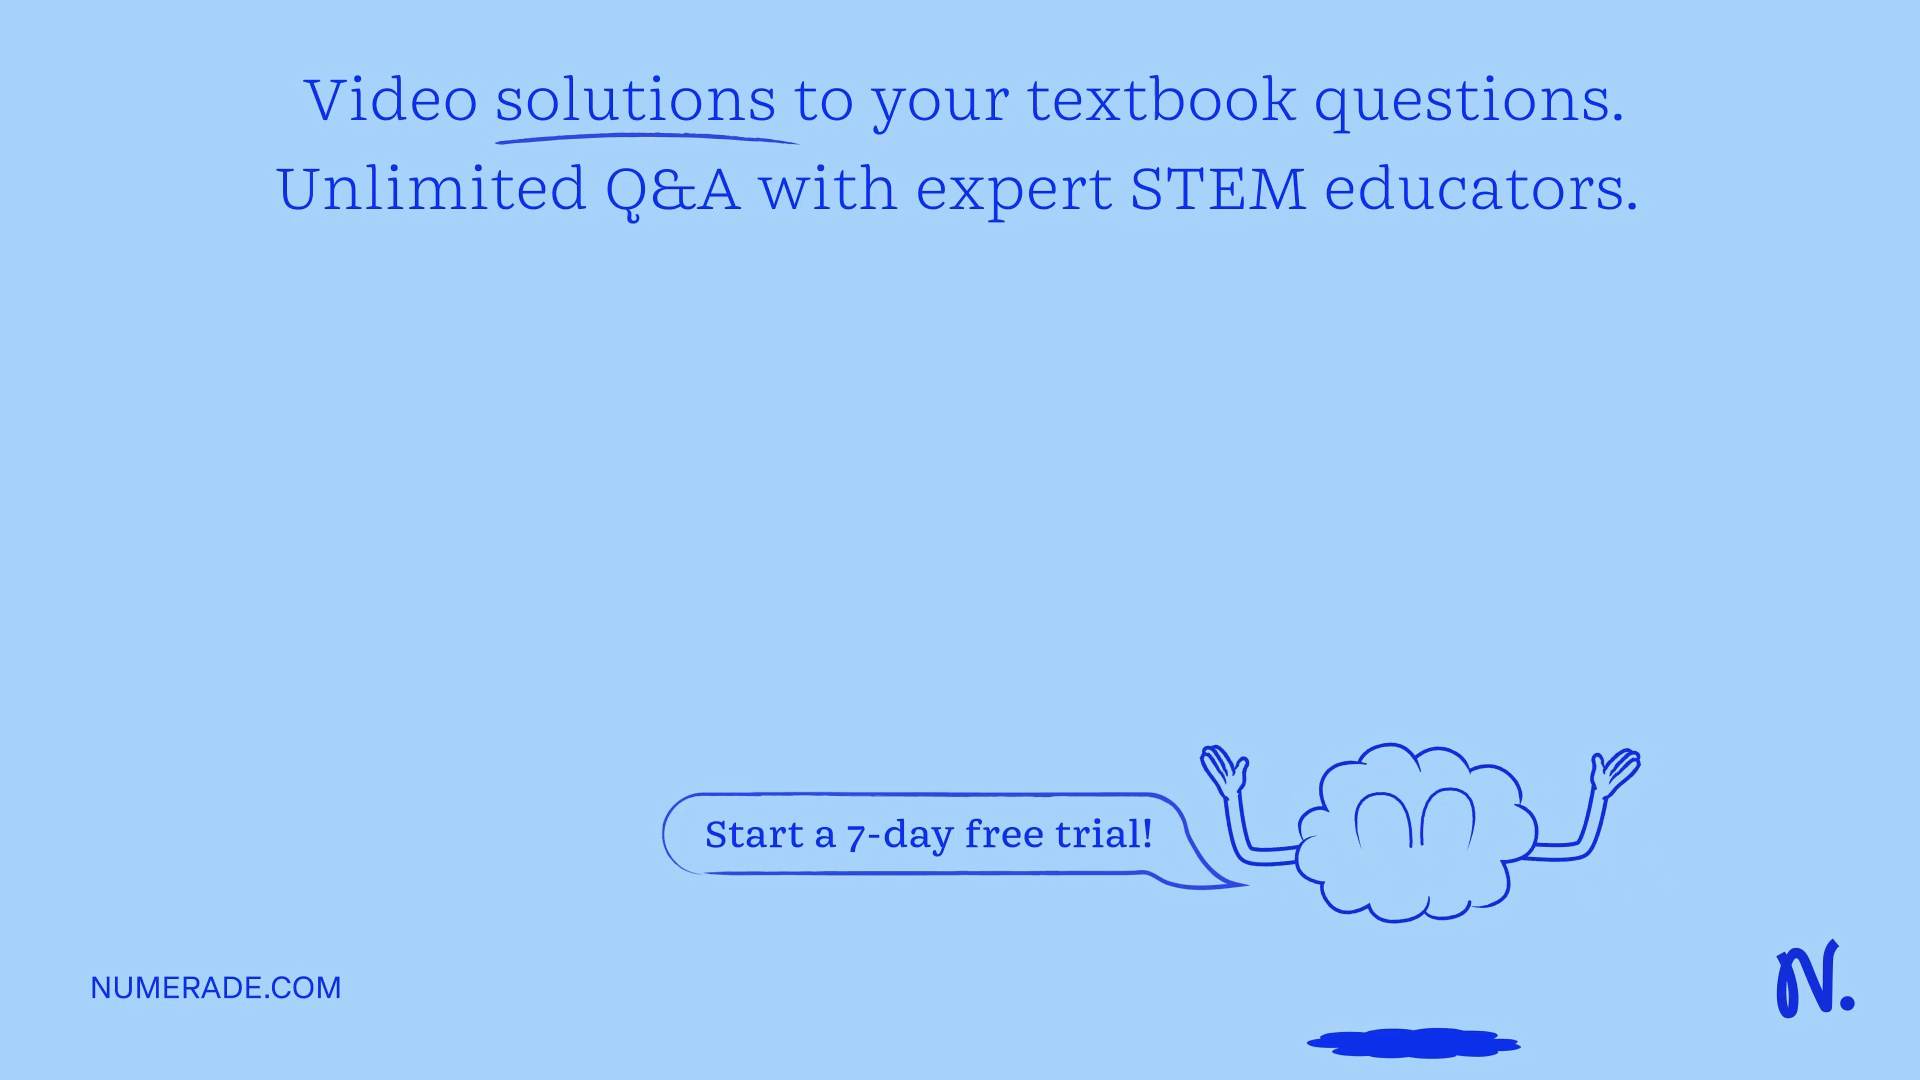 Video solutions to your textbook questions.
Unlimited Q&A with expert STEM educators.
Start a 7-day free trial!
NUMERADE.COM
N.